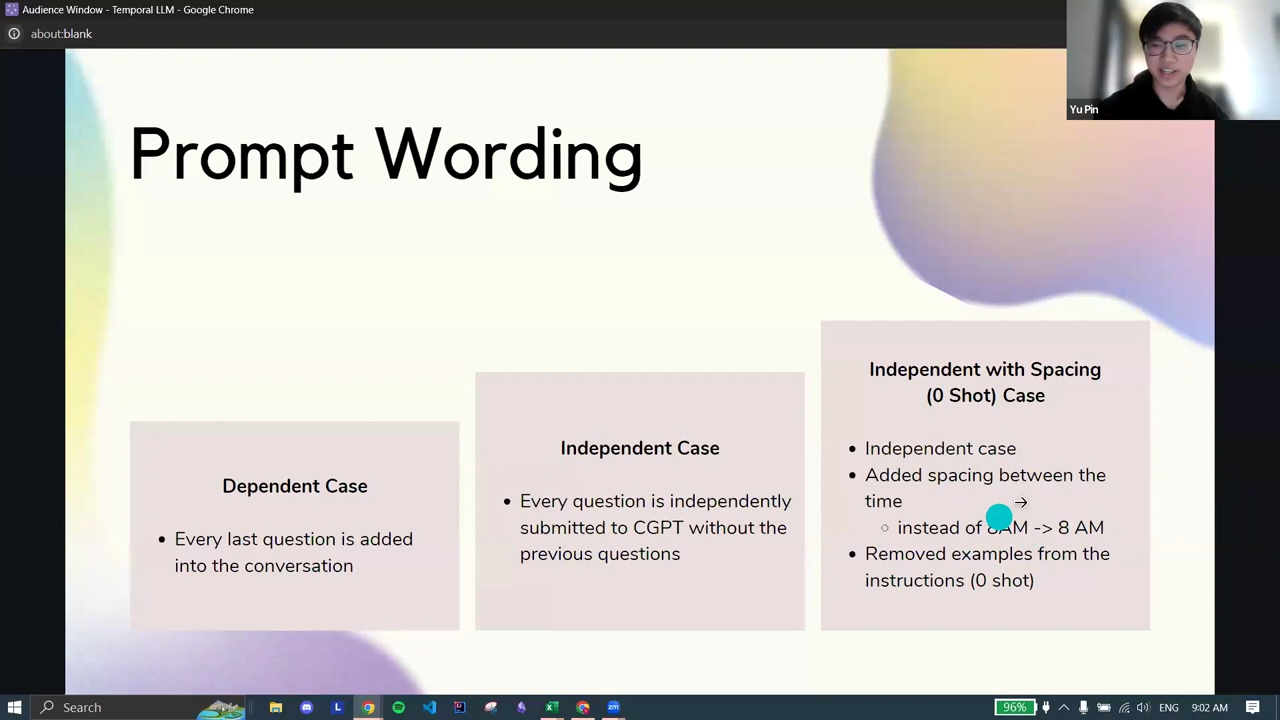 Audience Window - Temporal LLM - Google Chrome
about:blank
Yu Pin
Prompt Wording
Dependent Case
• Every last question is added
into the conversation
Independent Case
• Every question is independently
submitted to CGPT without the
previous questions
Independent with Spacing
(0 Shot) Case
• Independent case
• Added spacing between the
time
○ instead of 8AM -> 8 AM
• Removed examples from the
instructions (0 shot)
Search
L
96%
ENG
9:02 AM